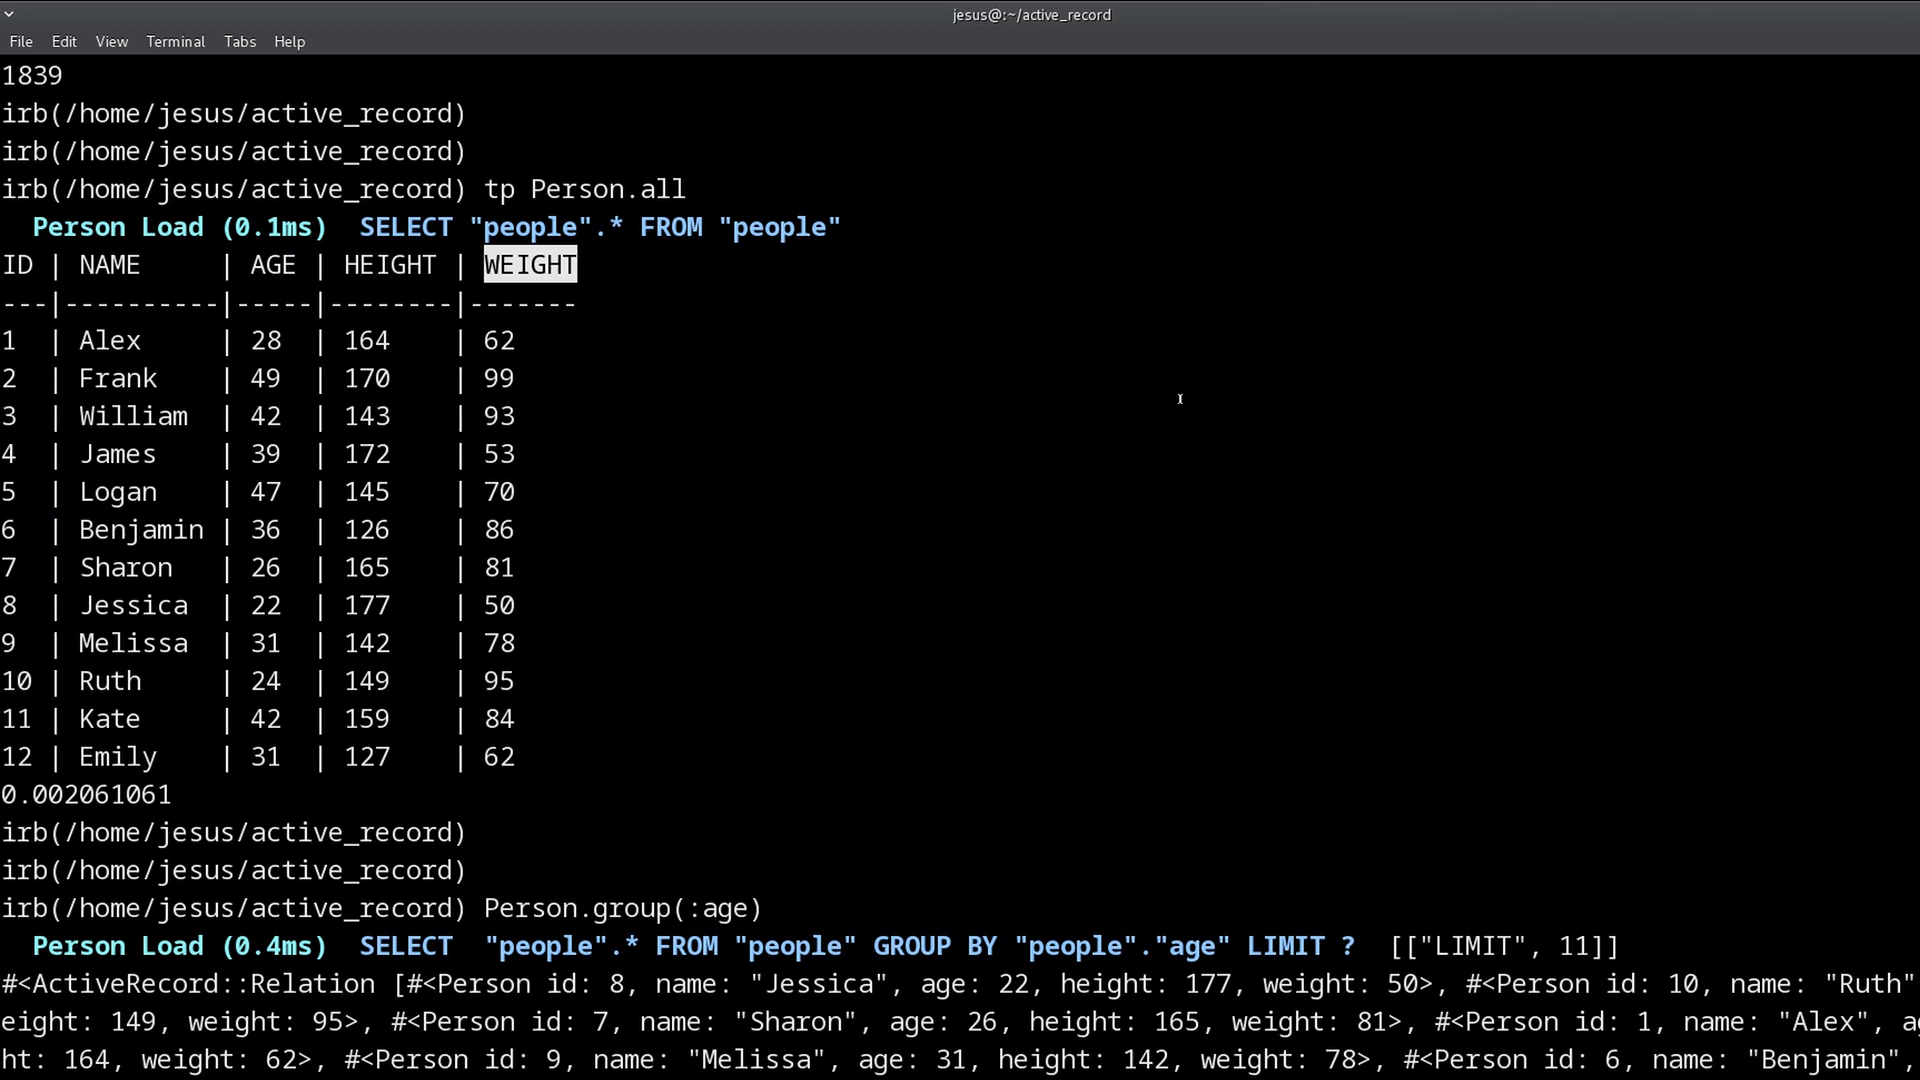 jesus@:~/active_record
File Edit View Terminal Tabs Help
1839
irb(/home/jesus/active_record)
irb(/home/jesus/active_record)
irb(/home/jesus/active_record) tp Person.all
  Person Load (0.1ms)  SELECT "people".* FROM "people"
ID | NAME     | AGE | HEIGHT | WEIGHT
---|----------|-----|--------|-------
1  | Alex     | 28  | 164    | 62
2  | Frank    | 49  | 170    | 99
3  | William  | 42  | 143    | 93
4  | James    | 39  | 172    | 53
5  | Logan    | 47  | 145    | 70
6  | Benjamin | 36  | 126    | 86
7  | Sharon   | 26  | 165    | 81
8  | Jessica  | 22  | 177    | 50
9  | Melissa  | 31  | 142    | 78
10 | Ruth     | 24  | 149    | 95
11 | Kate     | 42  | 159    | 84
12 | Emily    | 31  | 127    | 62
0.002061061
irb(/home/jesus/active_record)
irb(/home/jesus/active_record)
irb(/home/jesus/active_record) Person.group(:age)
  Person Load (0.4ms)  SELECT  "people".* FROM "people" GROUP BY "people"."age" LIMIT ?  [["LIMIT", 11]]
#<ActiveRecord::Relation [#<Person id: 8, name: "Jessica", age: 22, height: 177, weight: 50>, #<Person id: 10, name: "Ruth"
eight: 149, weight: 95>, #<Person id: 7, name: "Sharon", age: 26, height: 165, weight: 81>, #<Person id: 1, name: "Alex",
ht: 164, weight: 62>, #<Person id: 9, name: "Melissa", age: 31, height: 142, weight: 78>, #<Person id: 6, name: "Benjamin",